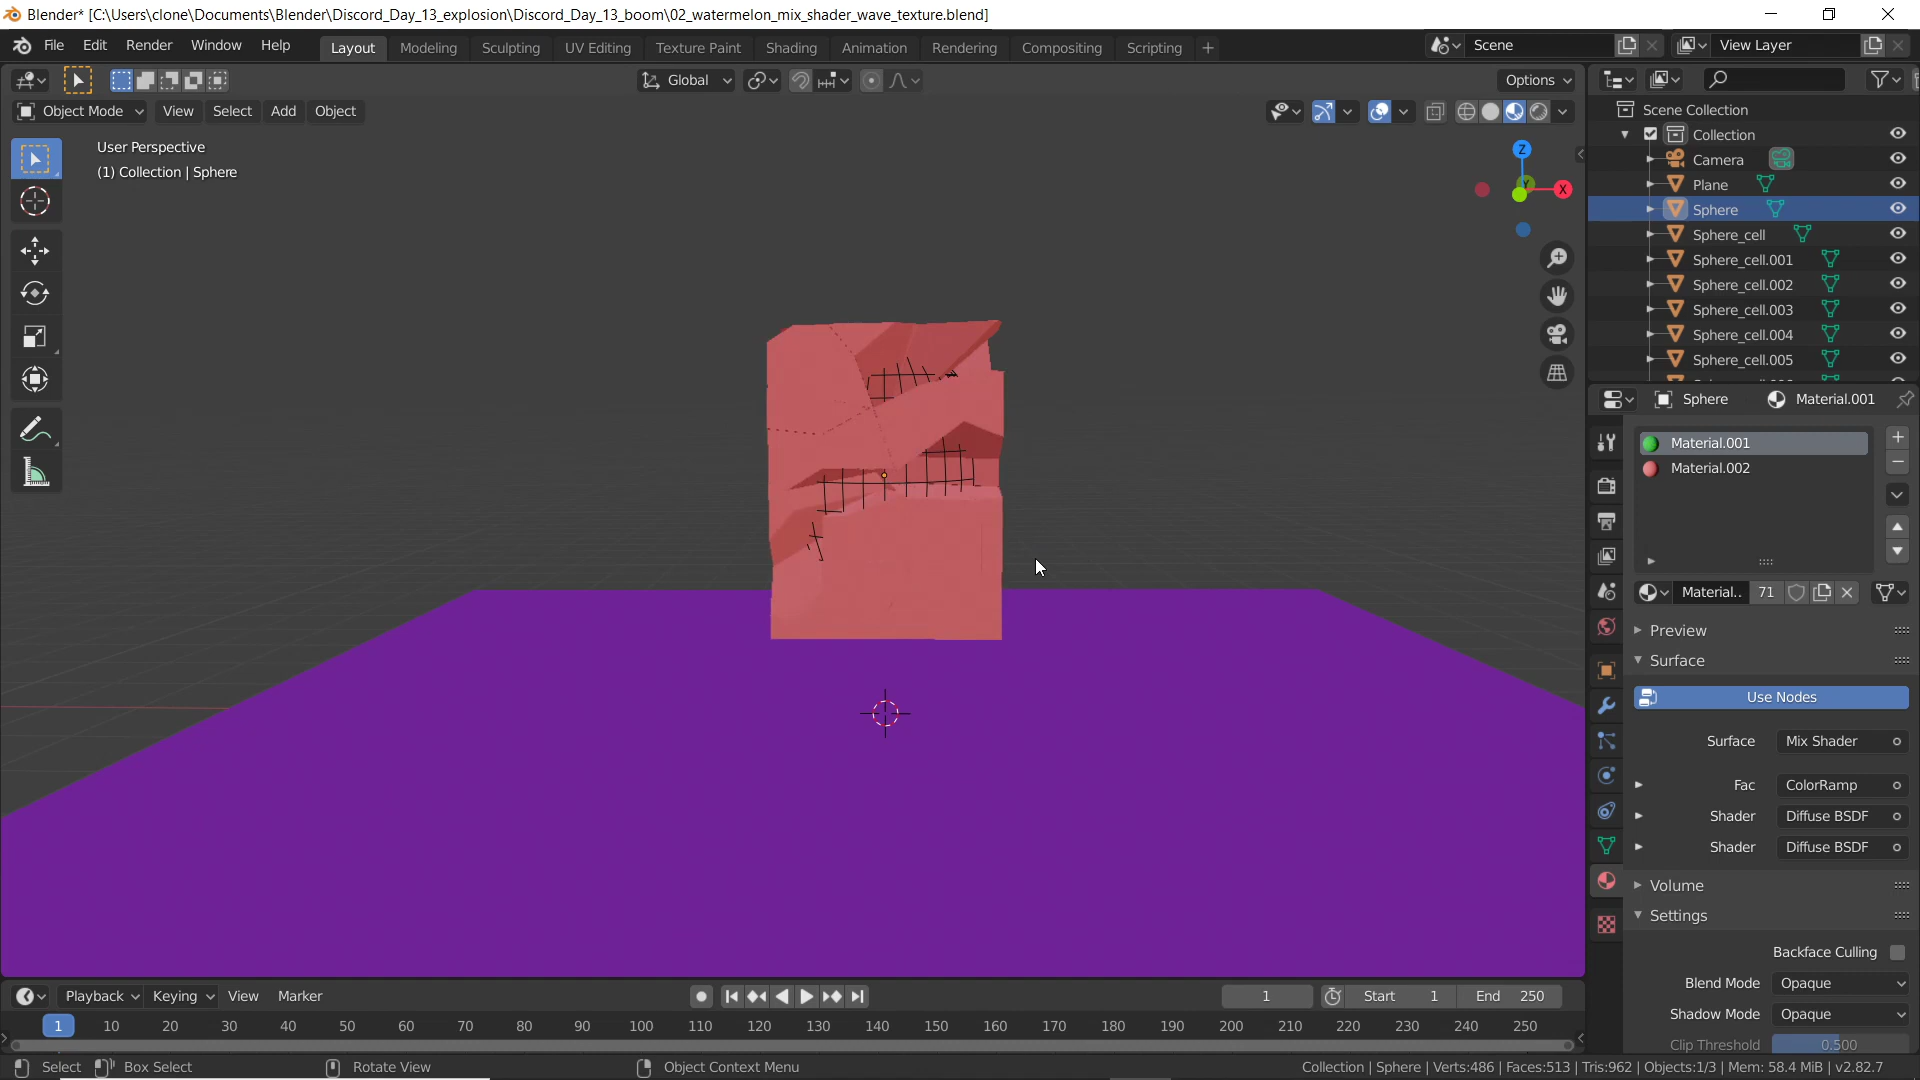 Blender* [C:\Users\clone\Documents\Blender\Discord_Day_13_explosion\Discord_Day_13_boom\02_watermelon_mix_shader_wave_texture.blend]
File Edit Render Window Help Layout Modeling Sculpting UV Editing Texture Paint Shading Animation Rendering Compositing Scripting + Scene View Layer
Global Options
Object Mode View Select Add Object
User Perspective
(1) Collection | Sphere
Z
X
Scene Collection
Collection
Camera
Plane
Sphere
Sphere_cell
Sphere_cell.001
Sphere_cell.002
Sphere_cell.003
Sphere_cell.004
Sphere_cell.005
Sphere Material.001
Material.001
Material.002
Material.. 71
Preview
Surface
Use Nodes
Surface Mix Shader
Fac ColorRamp
Shader Diffuse BSDF
Shader Diffuse BSDF
Volume
Settings
Backface Culling
Blend Mode Opaque
Shadow Mode Opaque
Clip Threshold 0.500
Playback Keying View Marker 1 Start 1 End 250
1 10 20 30 40 50 60 70 80 90 100 110 120 130 140 150 160 170 180 190 200 210 220 230 240 250
Select Box Select Rotate View Object Context Menu Collection | Sphere | Verts:486 | Faces:513 | Tris:962 | Objects:1/3 | Mem: 58.4 MiB | v2.82.7